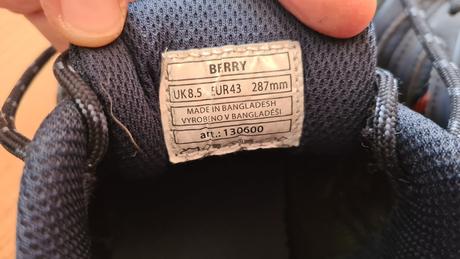 BERRY
UK8.5 EUR43 287mm
MADE IN BANGLADESH
VYROBENO V BANGLADÉŠI
art.: 130600